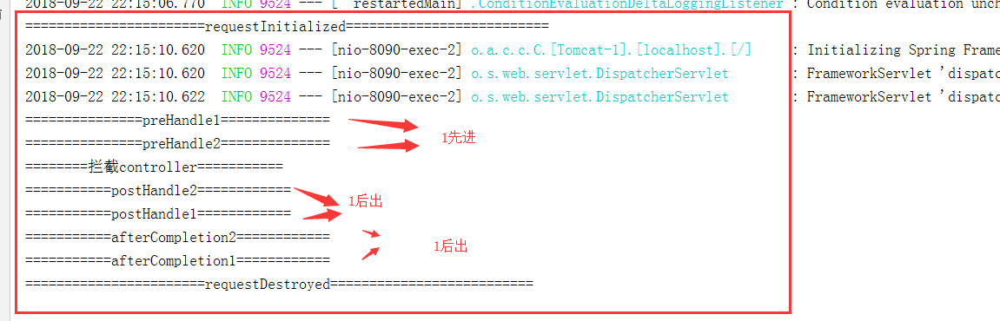 2018-09-22 22:15:06.770  INFO 9524 --- [  restartedMain] .ConditionEvaluationDeltaLoggingListener : Condition evaluation unch
=======================requestInitialized==========================
2018-09-22 22:15:10.620  INFO 9524 --- [nio-8090-exec-2] o.a.c.c.C.[Tomcat-1].[localhost].[/]     : Initializing Spring Frame
2018-09-22 22:15:10.620  INFO 9524 --- [nio-8090-exec-2] o.s.web.servlet.DispatcherServlet        : FrameworkServlet 'dispatc
2018-09-22 22:15:10.622  INFO 9524 --- [nio-8090-exec-2] o.s.web.servlet.DispatcherServlet        : FrameworkServlet 'dispatc
===============preHandle1==============
1先进
===============preHandle2==============
========拦截controller===========
===========postHandle2============
1后出
===========postHandle1============
===========afterCompletion2============
1后出
===========afterCompletion1============
=======================requestDestroyed==========================